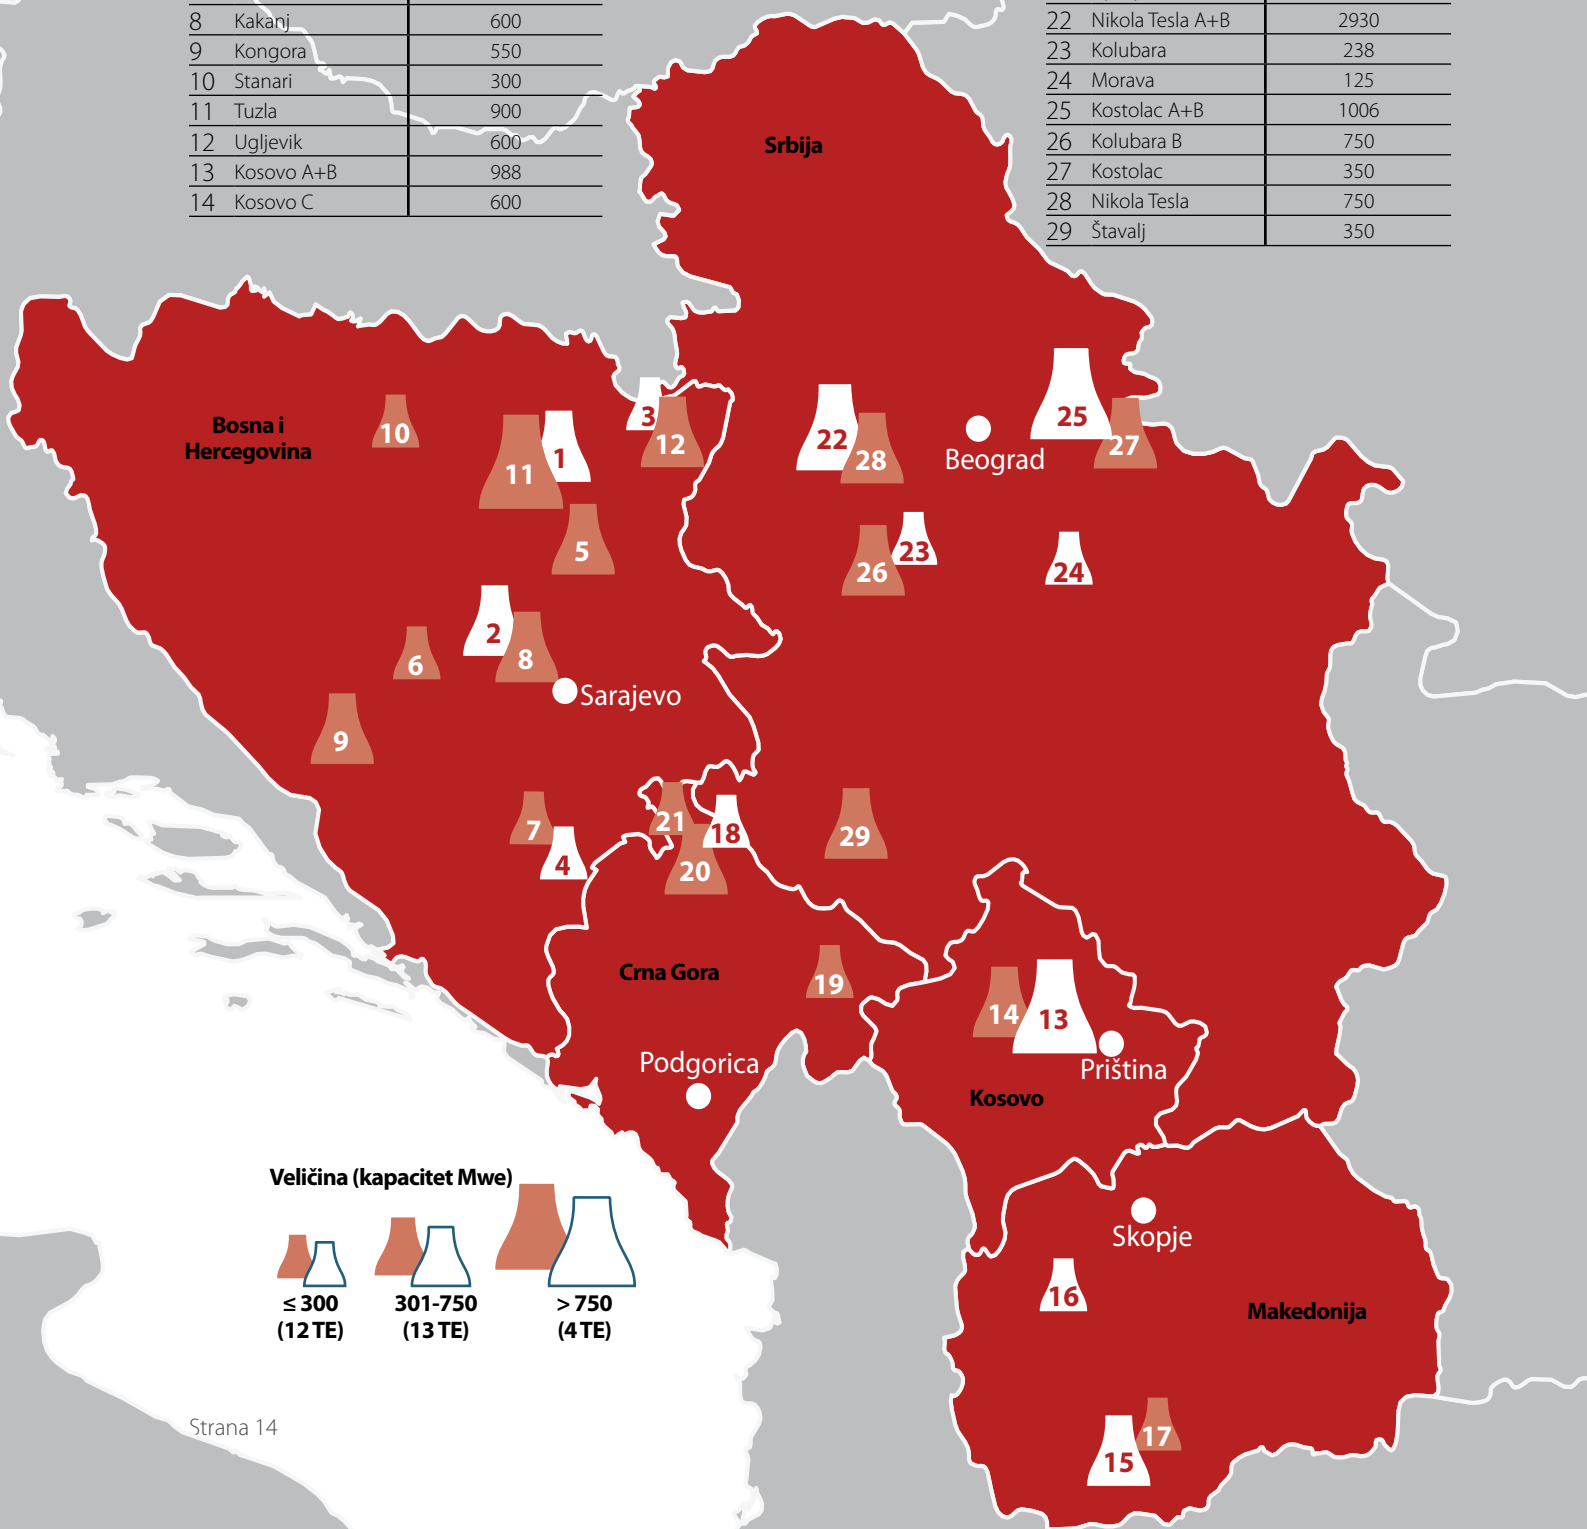 8 Kakanj 600
9 Kongora 550
10 Stanari 300
11 Tuzla 900
12 Ugljevik 600
13 Kosovo A+B 988
14 Kosovo C 600
22 Nikola Tesla A+B 2930
23 Kolubara 238
24 Morava 125
25 Kostolac A+B 1006
26 Kolubara B 750
27 Kostolac 350
28 Nikola Tesla 750
29 Štavalj 350
Srbija
Bosna i
Hercegovina
10
11
1
3
12
22
28
Beograd
25
27
5
26
23
24
2
6
8
Sarajevo
9
7
4
21
18
20
29
Crna Gora
19
14
13
Podgorica
Priština
Kosovo
Veličina (kapacitet Mwe)
≤ 300
(12 TE)
301-750
(13 TE)
> 750
(4 TE)
Skopje
16
Makedonija
17
15
Strana 14